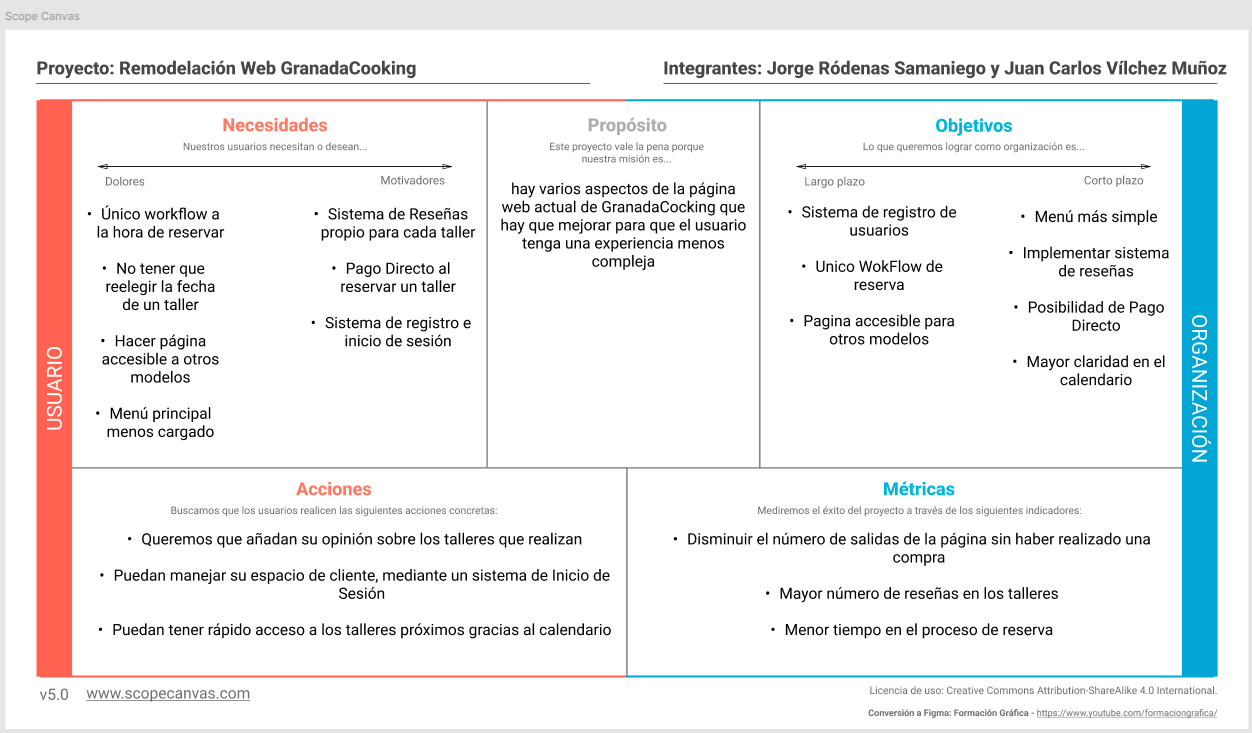 Scope Canvas
Proyecto: Remodelación Web GranadaCooking
Integrantes: Jorge Ródenas Samaniego y Juan Carlos Vílchez Muñoz
USUARIO
Necesidades
Nuestros usuarios necesitan o desean...
Dolores
Motivadores
• Único workflow a
la hora de reservar
• No tener que
reelegir la fecha
de un taller
• Hacer página
accesible a otros
modelos
• Menú principal
menos cargado
• Sistema de Reseñas
propio para cada taller
• Pago Directo al
reservar un taller
• Sistema de registro e
inicio de sesión
Propósito
Este proyecto vale la pena porque
nuestra misión es...
hay varios aspectos de la página
web actual de GranadaCocking que
hay que mejorar para que el usuario
tenga una experiencia menos
compleja
Objetivos
Lo que queremos lograr como organización es...
Largo plazo
Corto plazo
• Sistema de registro de
usuarios
• Unico WokFlow de
reserva
• Pagina accesible para
otros modelos
• Menú más simple
• Implementar sistema
de reseñas
• Posibilidad de Pago
Directo
• Mayor claridad en el
calendario
ORGANIZACIÓN
Acciones
Buscamos que los usuarios realicen las siguientes acciones concretas:
• Queremos que añadan su opinión sobre los talleres que realizan
• Puedan manejar su espacio de cliente, mediante un sistema de Inicio de
Sesión
• Puedan tener rápido acceso a los talleres próximos gracias al calendario
Métricas
Mediremos el éxito del proyecto a través de los siguientes indicadores:
• Disminuir el número de salidas de la página sin haber realizado una
compra
• Mayor número de reseñas en los talleres
• Menor tiempo en el proceso de reserva
v5.0 www.scopecanvas.com
Licencia de uso: Creative Commons Attribution-ShareAlike 4.0 International.
Conversión a Figma: Formación Gráfica - https://www.youtube.com/formaciongrafica/